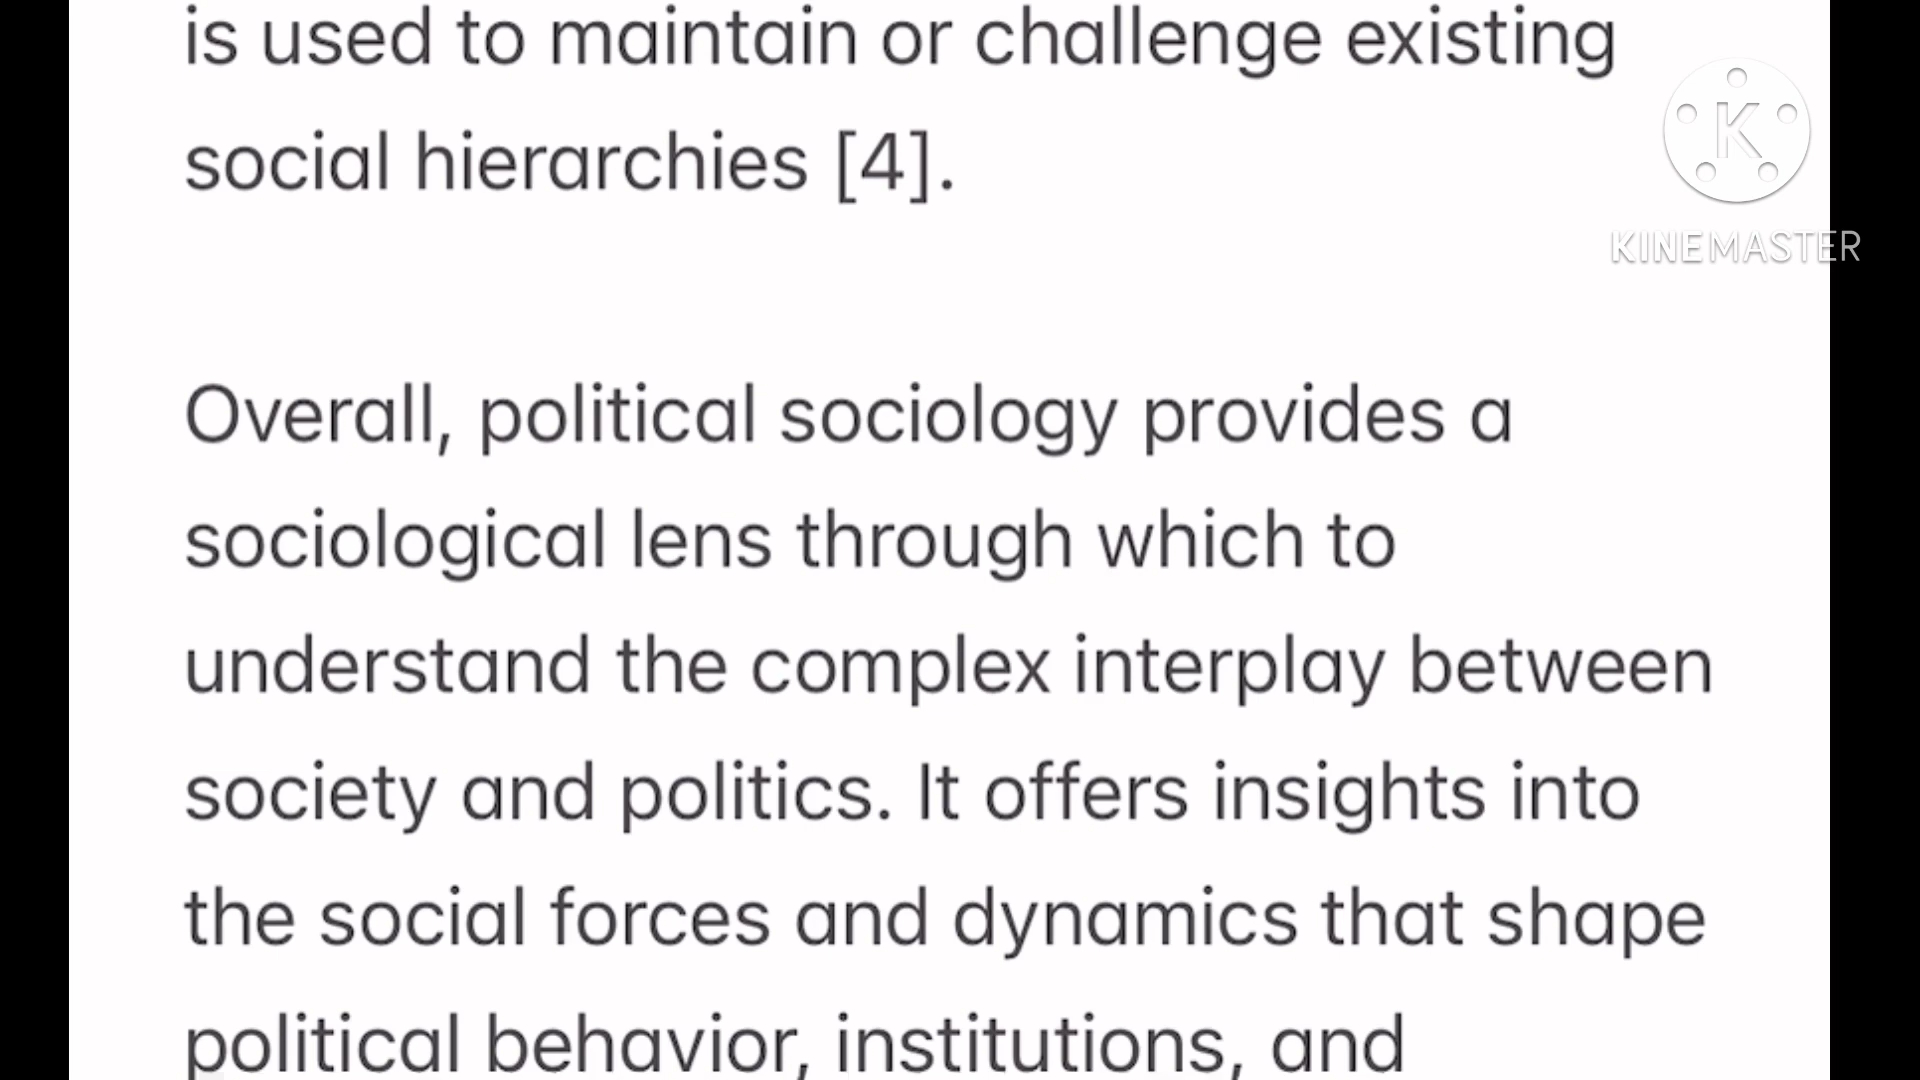 is used to maintain or challenge existing
social hierarchies [4].
K
KINEMASTER
Overall, political sociology provides a
sociological lens through which to
understand the complex interplay between
society and politics. It offers insights into
the social forces and dynamics that shape
political behavior, institutions, and